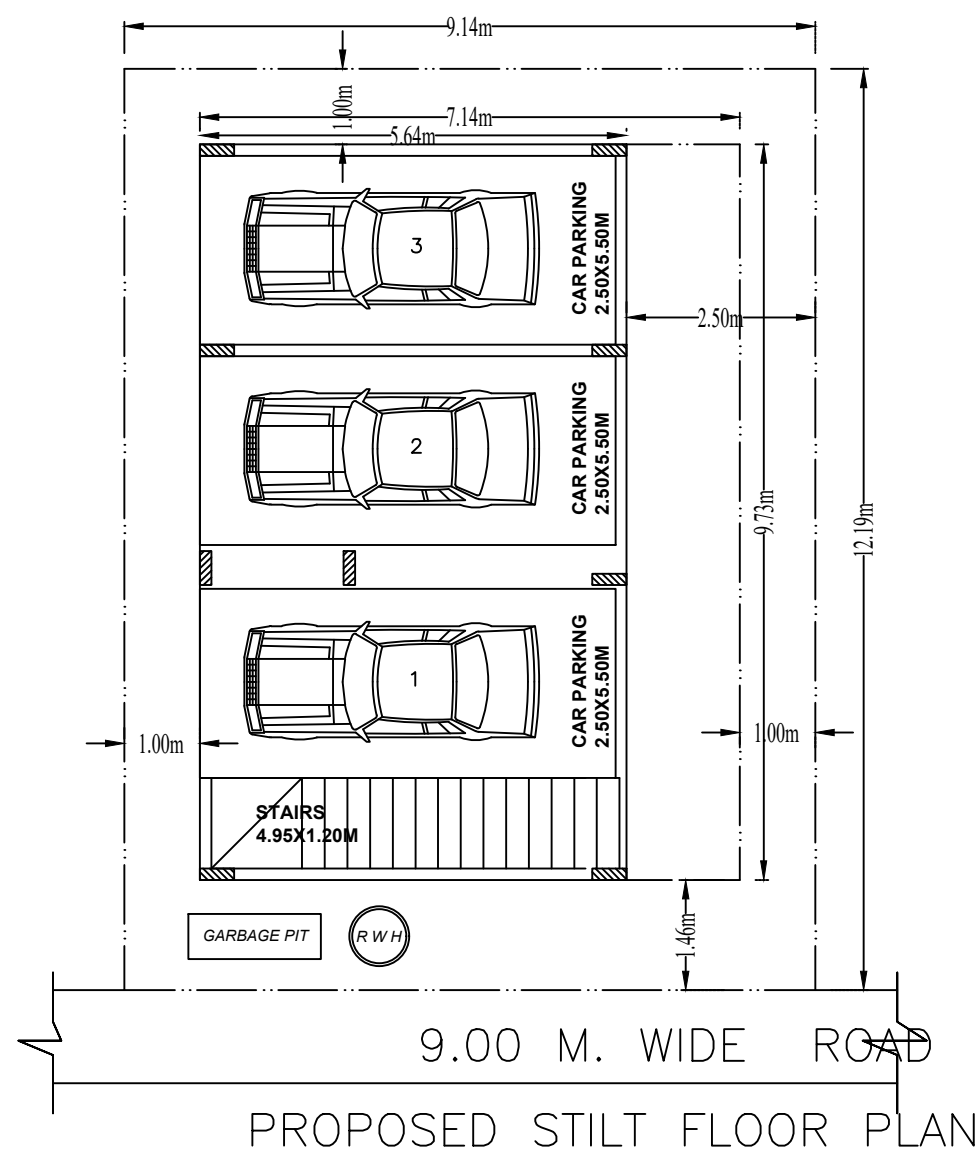 9.14m
1.00m
7.14m
5.64m
3
CAR PARKING
2.50X5.50M
2.50m
2
CAR PARKING
2.50X5.50M
9.73m
12.19m
1
CAR PARKING
2.50X5.50M
1.00m
1.00m
STAIRS
4.95X1.20M
GARBAGE PIT
R W H
1.46m
9.00 M. WIDE ROAD
PROPOSED STILT FLOOR PLAN